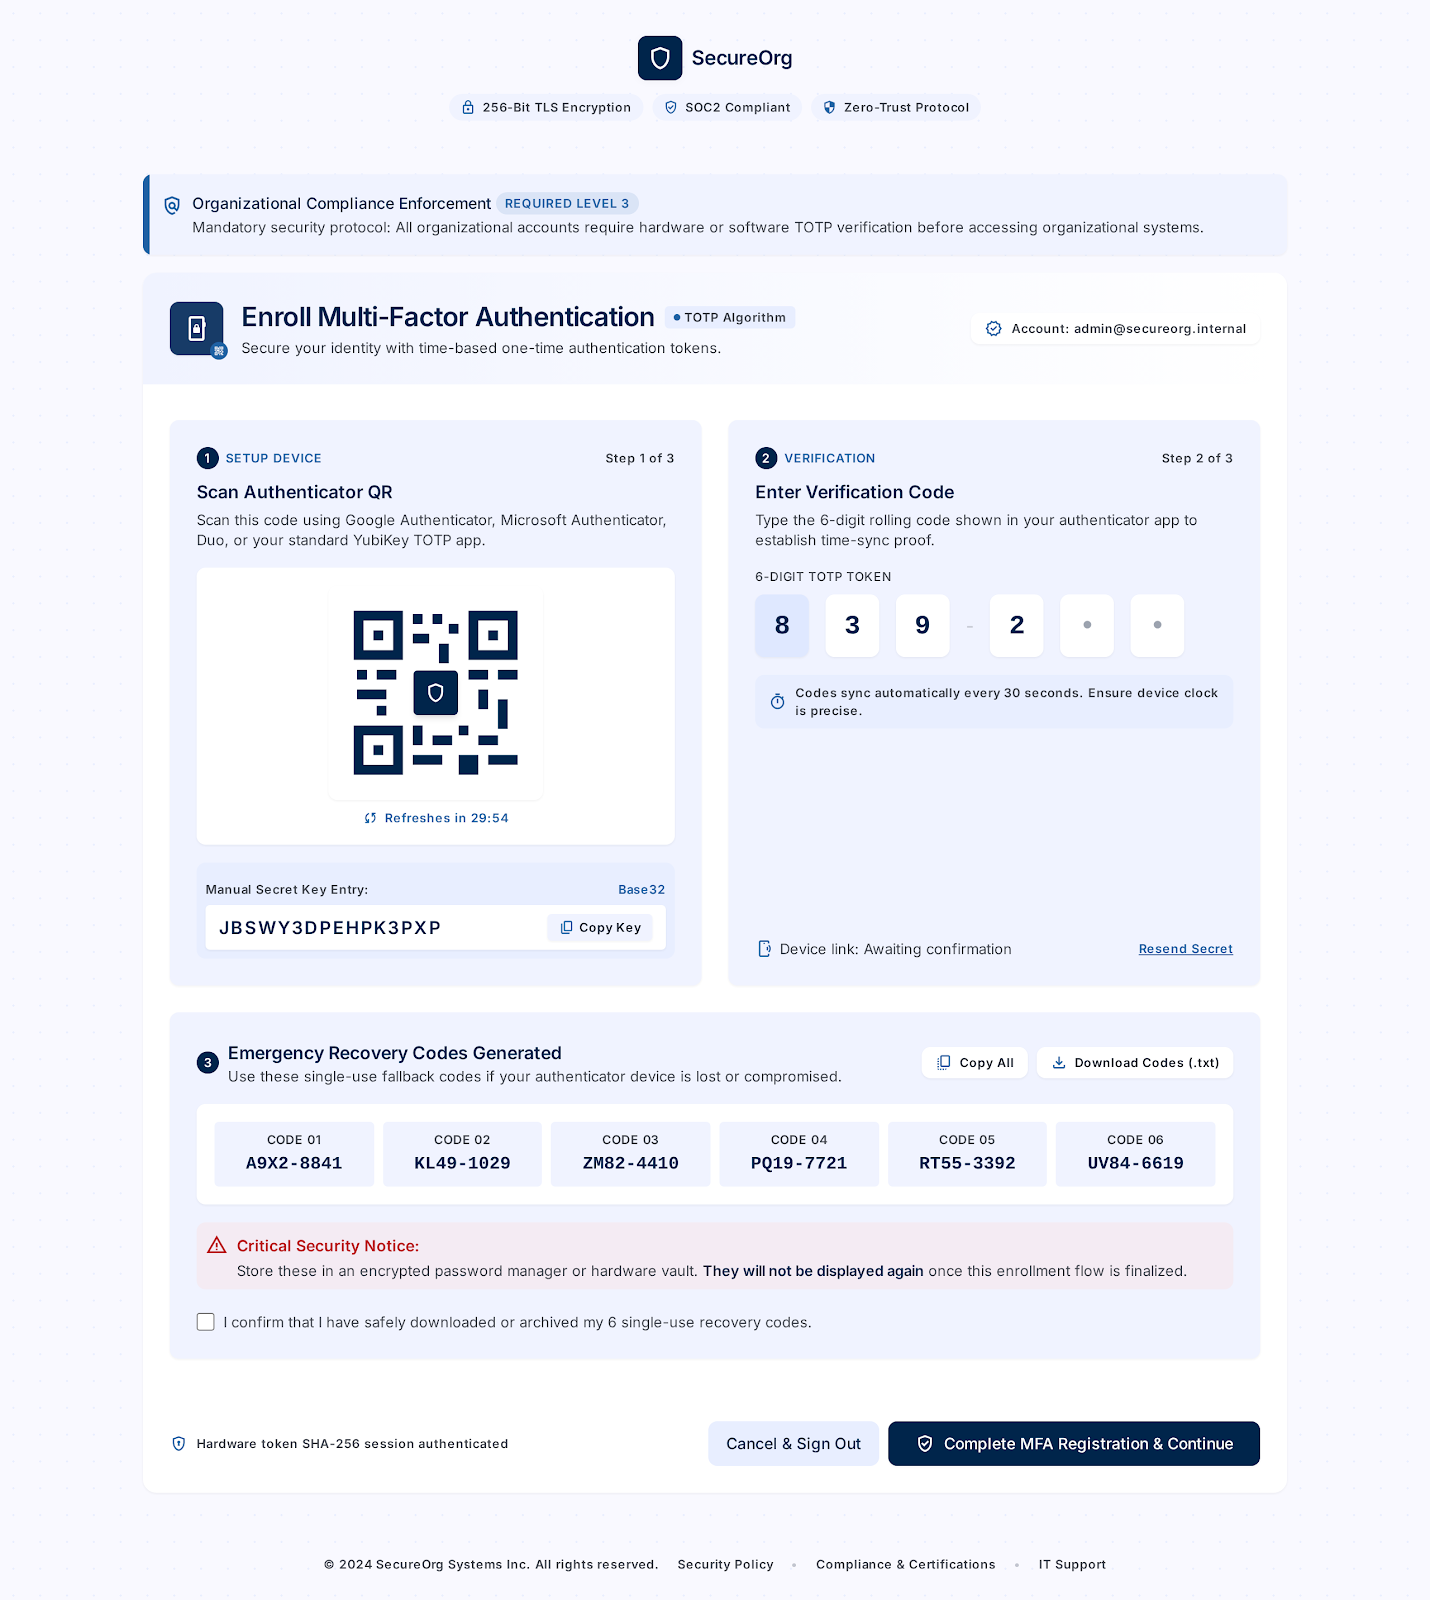 SecureOrg
256-Bit TLS Encryption
SOC2 Compliant
Zero-Trust Protocol
Organizational Compliance Enforcement REQUIRED LEVEL 3
Mandatory security protocol: All organizational accounts require hardware or software TOTP verification before accessing organizational systems.
Enroll Multi-Factor Authentication
TOTP Algorithm
Secure your identity with time-based one-time authentication tokens.
Account: admin@secureorg.internal
1 SETUP DEVICE
Step 1 of 3
Scan Authenticator QR
Scan this code using Google Authenticator, Microsoft Authenticator,
Duo, or your standard YubiKey TOTP app.
Refreshes in 29:54
Manual Secret Key Entry:
Base32
JBSWY3DPEHPK3PXP
Copy Key
2 VERIFICATION
Step 2 of 3
Enter Verification Code
Type the 6-digit rolling code shown in your authenticator app to
establish time-sync proof.
6-DIGIT TOTP TOKEN
8 3 9 - 2 • •
Codes sync automatically every 30 seconds. Ensure device clock
is precise.
Device link: Awaiting confirmation
Resend Secret
3 Emergency Recovery Codes Generated
Use these single-use fallback codes if your authenticator device is lost or compromised.
Copy All
Download Codes (.txt)
CODE 01
A9X2-8841
CODE 02
KL49-1029
CODE 03
ZM82-4410
CODE 04
PQ19-7721
CODE 05
RT55-3392
CODE 06
UV84-6619
Critical Security Notice:
Store these in an encrypted password manager or hardware vault. They will not be displayed again once this enrollment flow is finalized.
I confirm that I have safely downloaded or archived my 6 single-use recovery codes.
Hardware token SHA-256 session authenticated
Cancel & Sign Out
Complete MFA Registration & Continue
© 2024 SecureOrg Systems Inc. All rights reserved.
Security Policy • Compliance & Certifications • IT Support